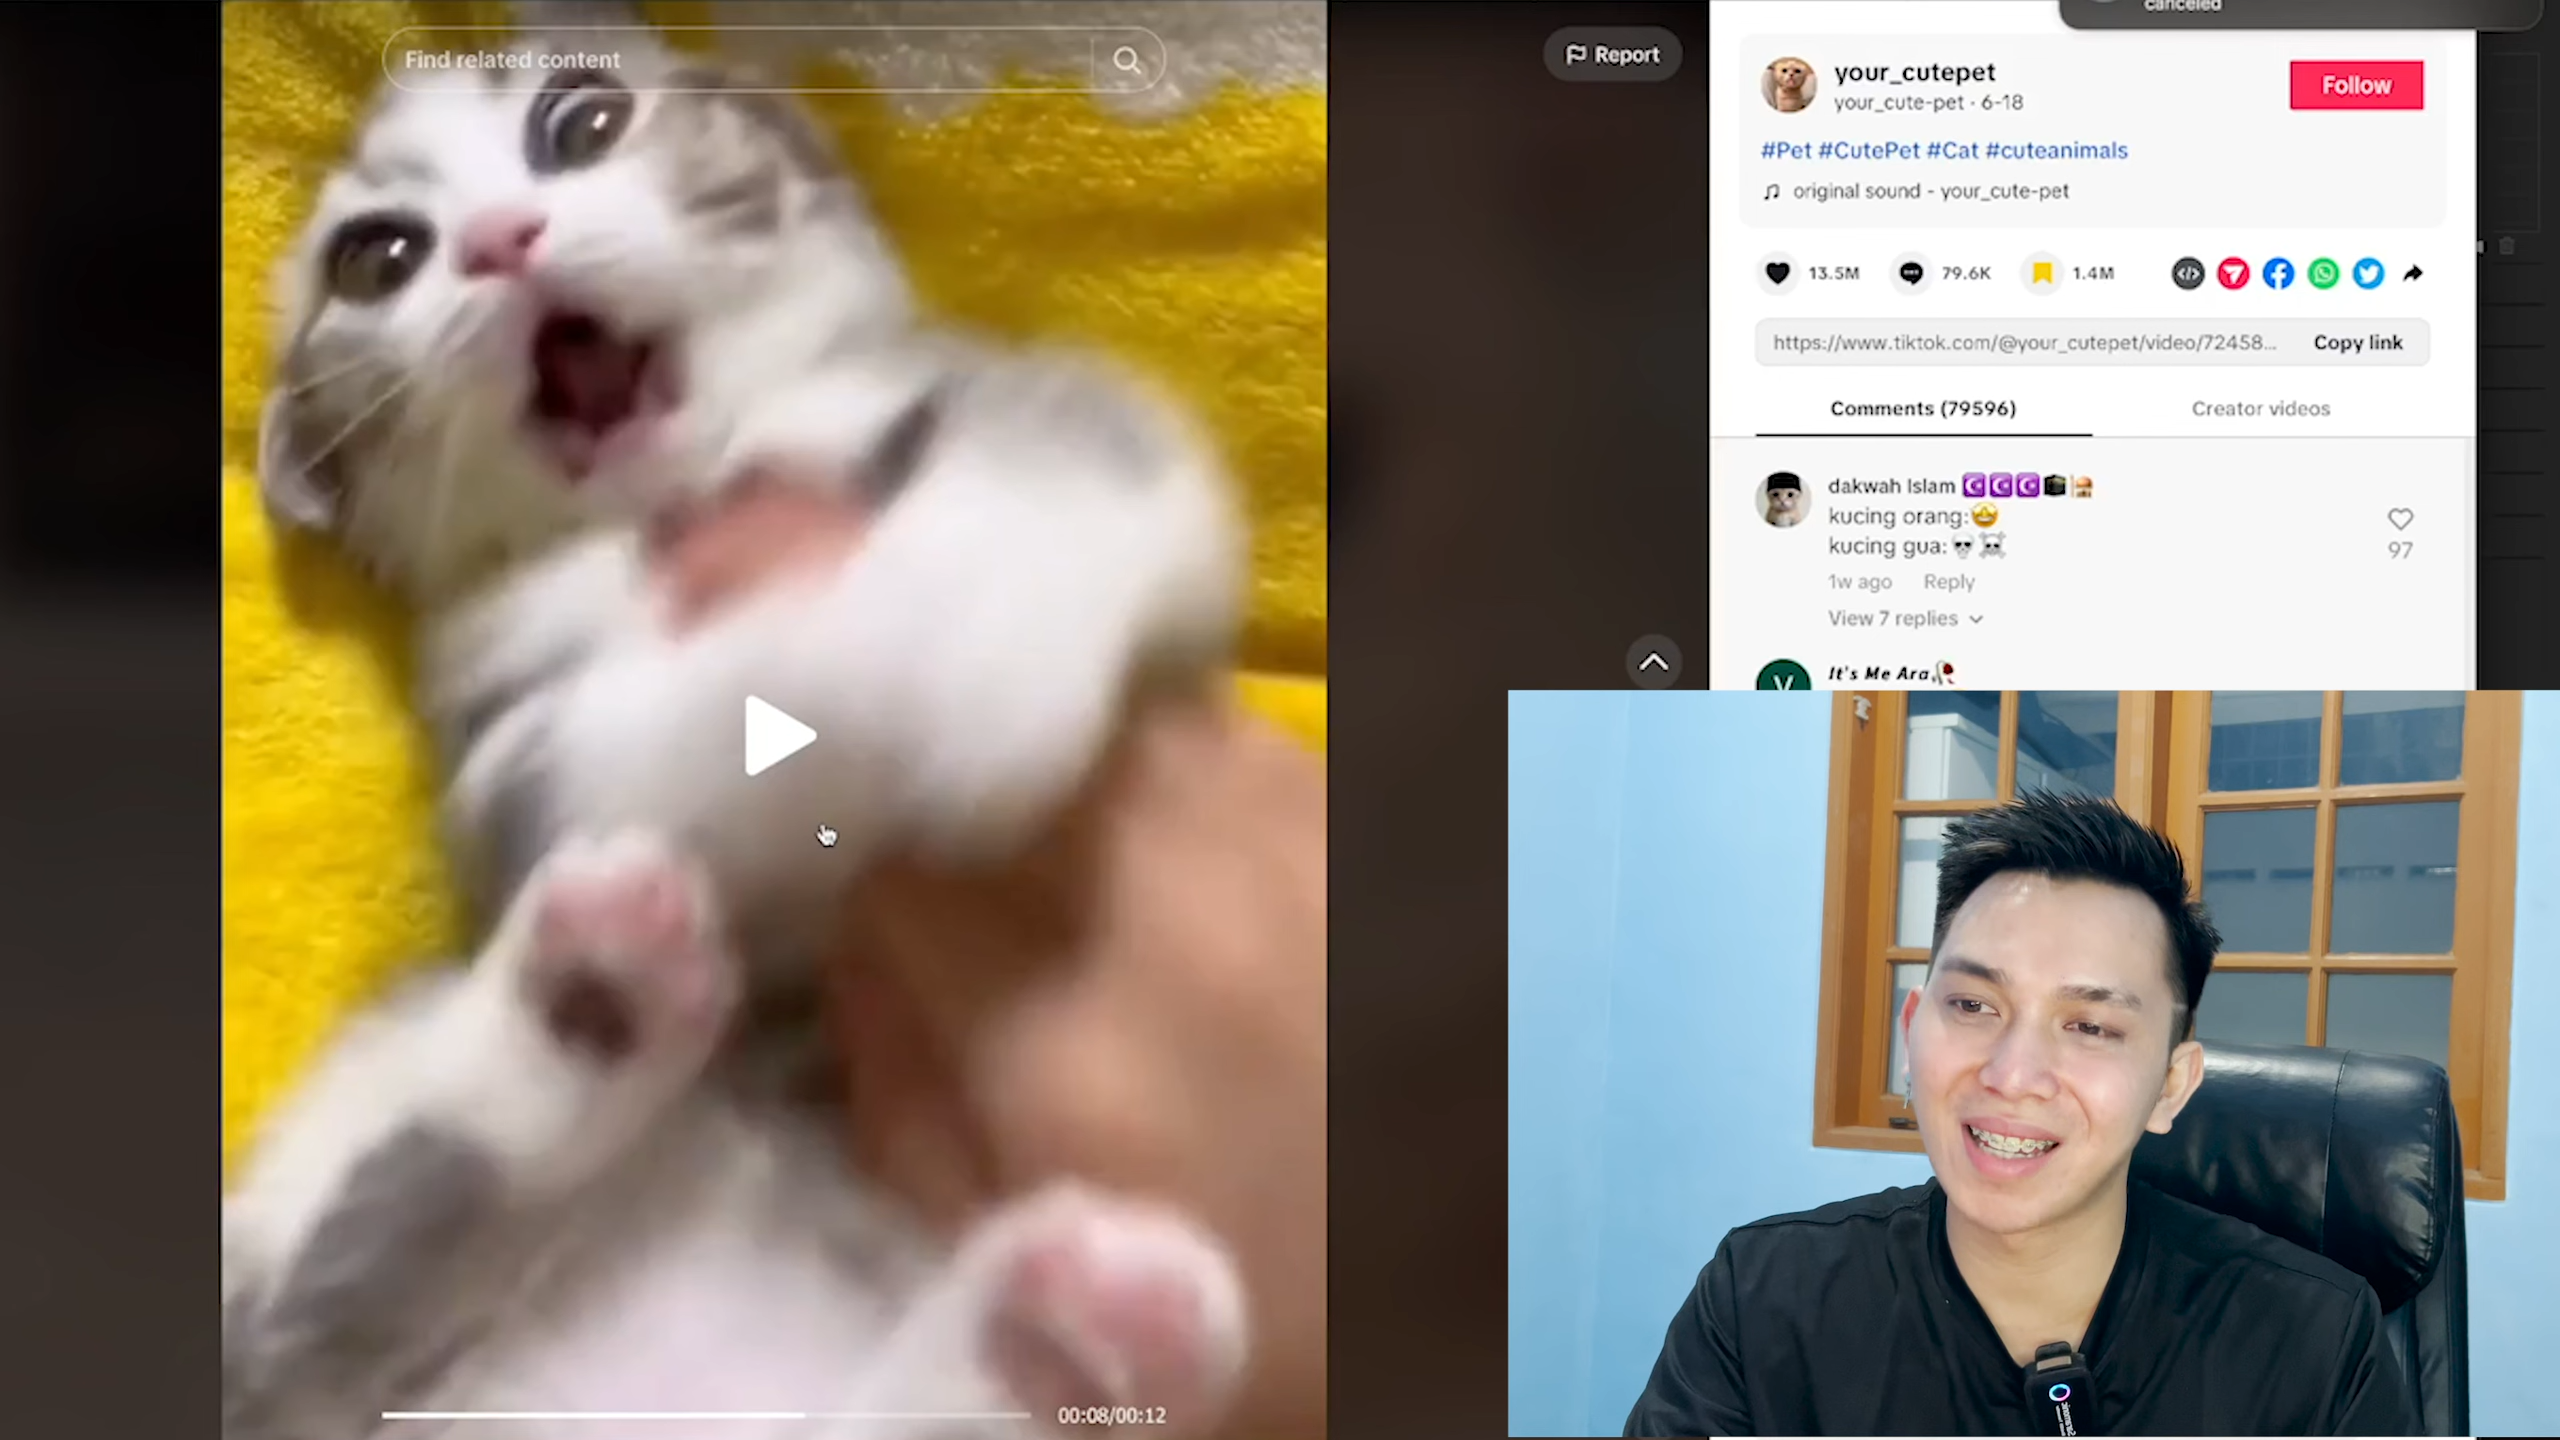 canceled
Find related content
Report
your_cutepet
your_cute-pet · 6-18
Follow
#Pet #CutePet #Cat #cuteanimals
original sound - your_cute-pet
13.5M
79.6K
1.4M
https://www.tiktok.com/@your_cutepet/video/72458...
Copy link
Comments (79596)
Creator videos
dakwah Islam ☪️☪️☪️🕋🕌
kucing orang:🤩
kucing gua:💀☠️
97
1w ago Reply
View 7 replies
It's Me Ara🥀
V
00:08/00:12